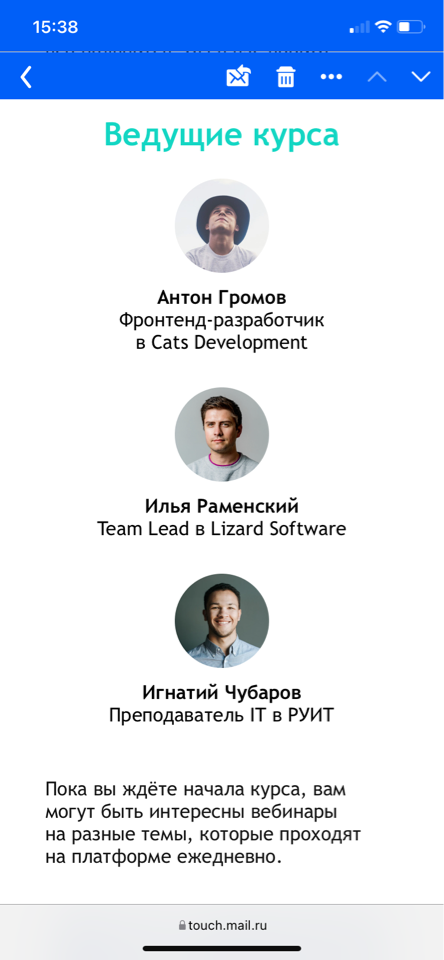 15:38
Ведущие курса
Антон Громов
Фронтенд-разработчик
в Cats Development
Илья Раменский
Team Lead в Lizard Software
Игнатий Чубаров
Преподаватель IT в РУИТ
Пока вы ждёте начала курса, вам
могут быть интересны вебинары
на разные темы, которые проходят
на платформе ежедневно.
touch.mail.ru